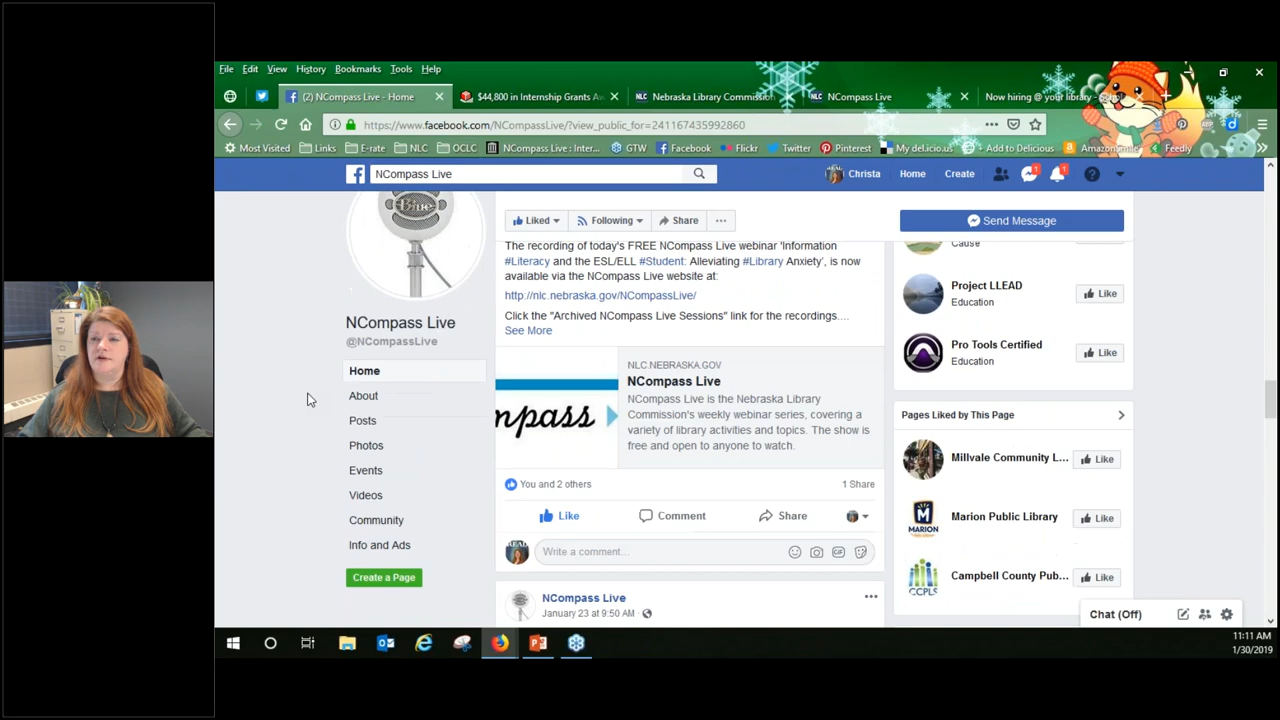 File Edit View History Bookmarks Tools Help
(2) NCompass Live - Home
$44,800 in Internship Grants Aw
Nebraska Library Commission
NCompass Live
Now hiring @ your library
https://www.facebook.com/NCompassLive/?view_public_for=241167435992860
Most Visited Links E-rate NLC OCLC NCompass Live : Inter... GTW Facebook Flickr Twitter Pinterest My del.icio.us Add to Delicious AmazonSmile Feedly
NCompass Live
Christa Home Create
Liked Following Share
Send Message
The recording of today's FREE NCompass Live webinar 'Information
#Literacy and the ESL/ELL #Student: Alleviating #Library Anxiety', is now
available via the NCompass Live website at:
http://nlc.nebraska.gov/NCompassLive/
Click the "Archived NCompass Live Sessions" link for the recordings....
See More
Blue
NCompass Live
@NCompassLive
Home
About
Posts
Photos
Events
Videos
Community
Info and Ads
Create a Page
ompass
NLC.NEBRASKA.GOV
NCompass Live
NCompass Live is the Nebraska Library
Commission's weekly webinar series, covering a
variety of library activities and topics. The show is
free and open to anyone to watch.
You and 2 others
1 Share
Like Comment Share
Write a comment...
GIF
NCompass Live
January 23 at 9:50 AM
Cause
Project LLEAD
Education
Like
Pro Tools Certified
Education
Like
Pages Liked by This Page
Millvale Community L...
Like
M
MARION
Marion Public Library
Like
CCPLS
Campbell County Pub...
Like
Chat (Off)
11:11 AM
1/30/2019